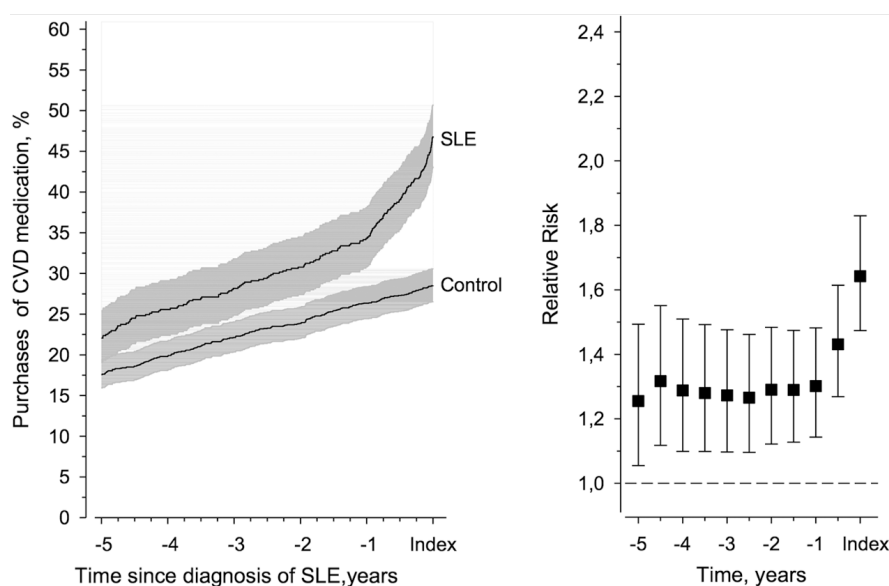 Purchases of CVD medication, %
60
55
50
45
40
35
30
25
20
15
10
5
0
SLE
Control
-5 -4 -3 -2 -1 Index
Time since diagnosis of SLE,years
Relative Risk
2,4
2,2
2,0
1,8
1,6
1,4
1,2
1,0
-5 -4 -3 -2 -1 Index
Time, years